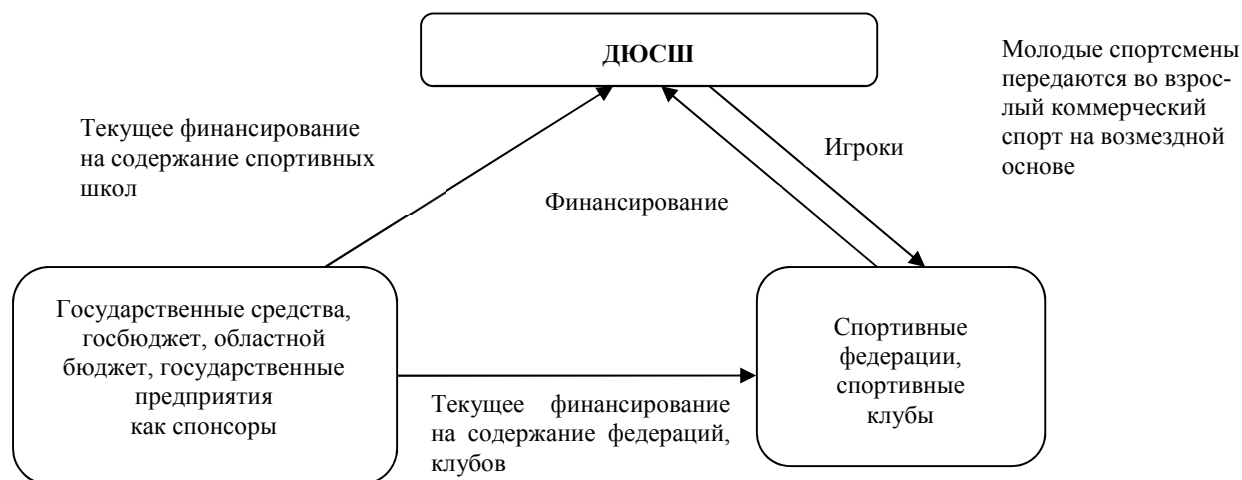 ДЮСШ
Молодые спортсмены
передаются во взрос-
лый коммерческий
спорт на возмездной
основе
Текущее финансирование
на содержание спортивных
школ
Игроки
Финансирование
Государственные средства,
госбюджет, областной
бюджет, государственные
предприятия
как спонсоры
Спортивные
федерации,
спортивные
клубы
Текущее финансирование
на содержание федераций,
клубов